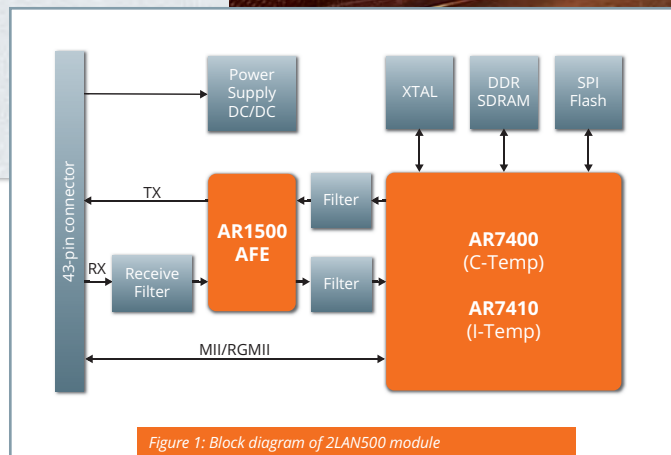 Power
Supply
DC/DC
XTAL
DDR
SDRAM
SPI
Flash
43-pin connector
TX
Filter
AR1500
AFE
AR7400
(C-Temp)
AR7410
(I-Temp)
RX
Receive
Filter
Filter
MII/RGMII
Figure 1: Block diagram of 2LAN500 module